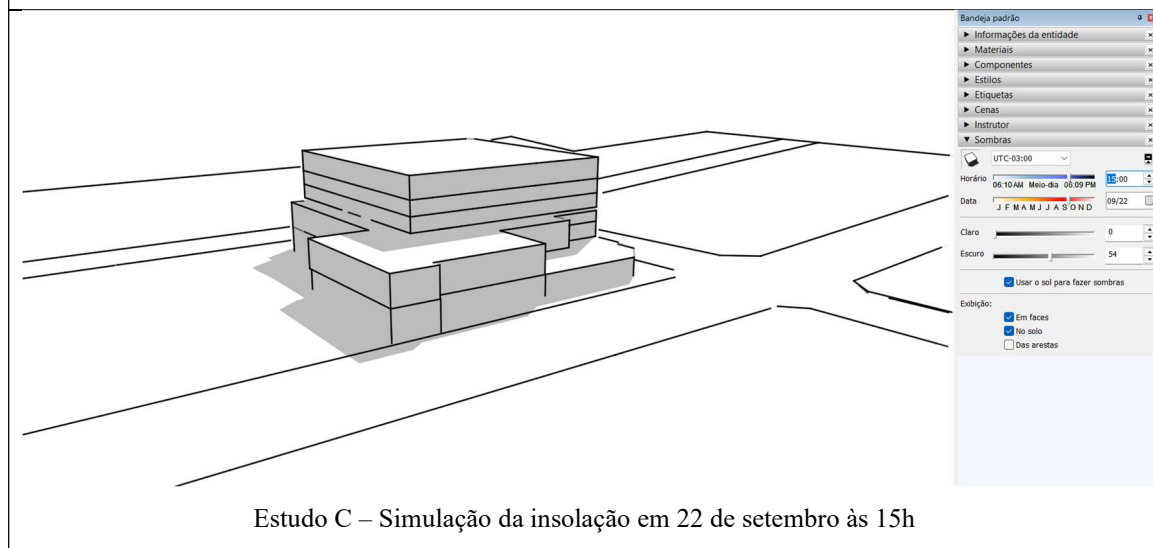 Bandeja padrão
Informações da entidade
Materiais
Componentes
Estilos
Etiquetas
Cenas
Instrutor
Sombras
UTC-03:00
Horário 06:10 AM Meio-dia 06:09 PM 15:00
Data J F M A M J J A S O N D 09/22
Claro 0
Escuro 54
Usar o sol para fazer sombras
Exibição:
Em faces
No solo
Das arestas
Estudo C – Simulação da insolação em 22 de setembro às 15h